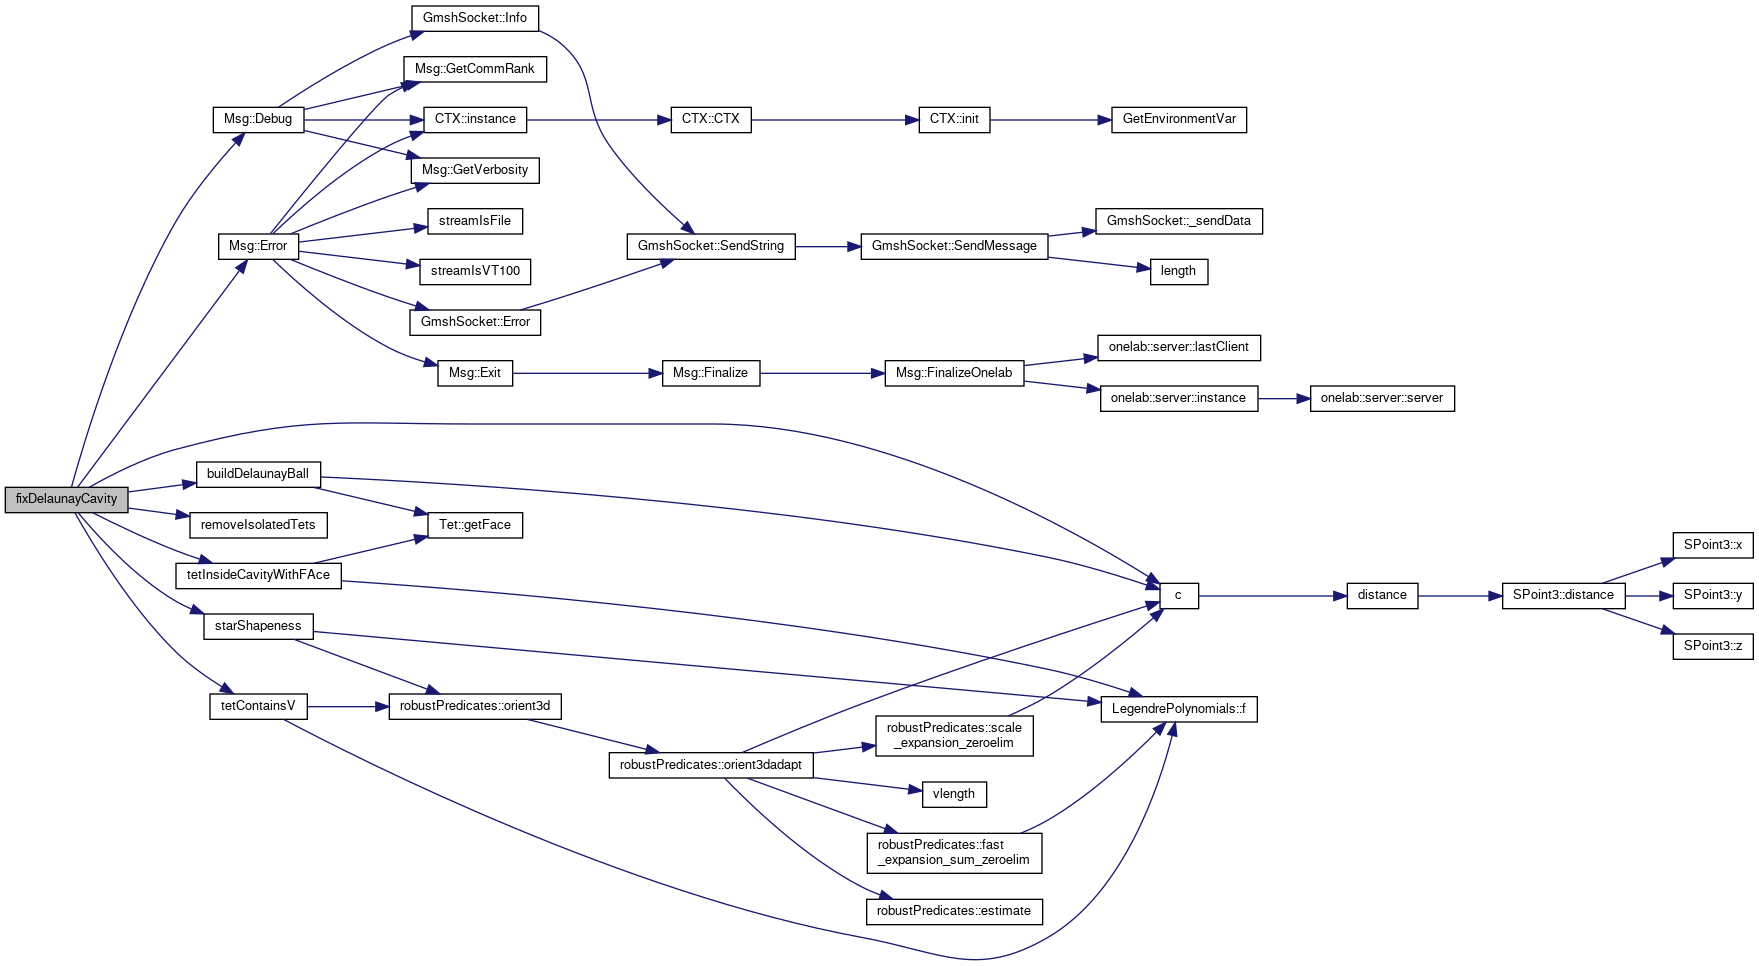 GmshSocket::Info
Msg::GetCommRank
Msg::Debug
CTX::instance
CTX::CTX
CTX::init
GetEnvironmentVar
Msg::GetVerbosity
streamIsFile
GmshSocket::_sendData
Msg::Error
GmshSocket::SendString
GmshSocket::SendMessage
streamIsVT100
length
GmshSocket::Error
onelab::server::lastClient
Msg::Exit
Msg::Finalize
Msg::FinalizeOnelab
onelab::server::instance
onelab::server::server
buildDelaunayBall
fixDelaunayCavity
removeIsolatedTets
Tet::getFace
SPoint3::x
tetInsideCavityWithFAce
c
distance
SPoint3::distance
SPoint3::y
starShapeness
SPoint3::z
tetContainsV
robustPredicates::orient3d
LegendrePolynomials::f
robustPredicates::scale
_expansion_zeroelim
robustPredicates::orient3dadapt
vlength
robustPredicates::fast
_expansion_sum_zeroelim
robustPredicates::estimate